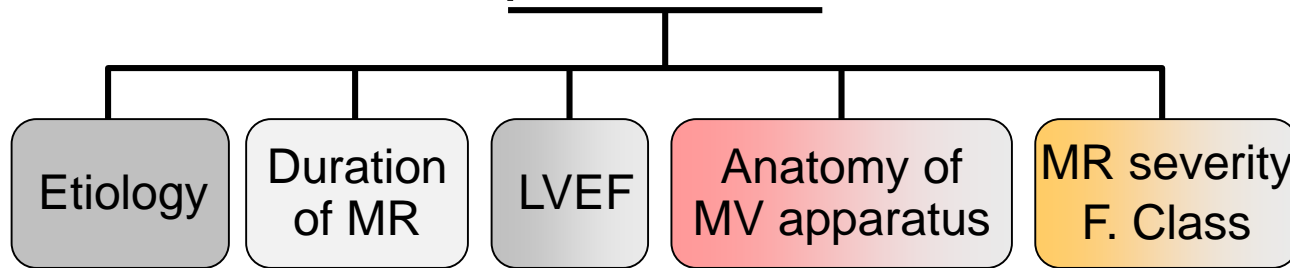 Etiology
Duration
of MR
LVEF
Anatomy of
MV apparatus
MR severity
F. Class